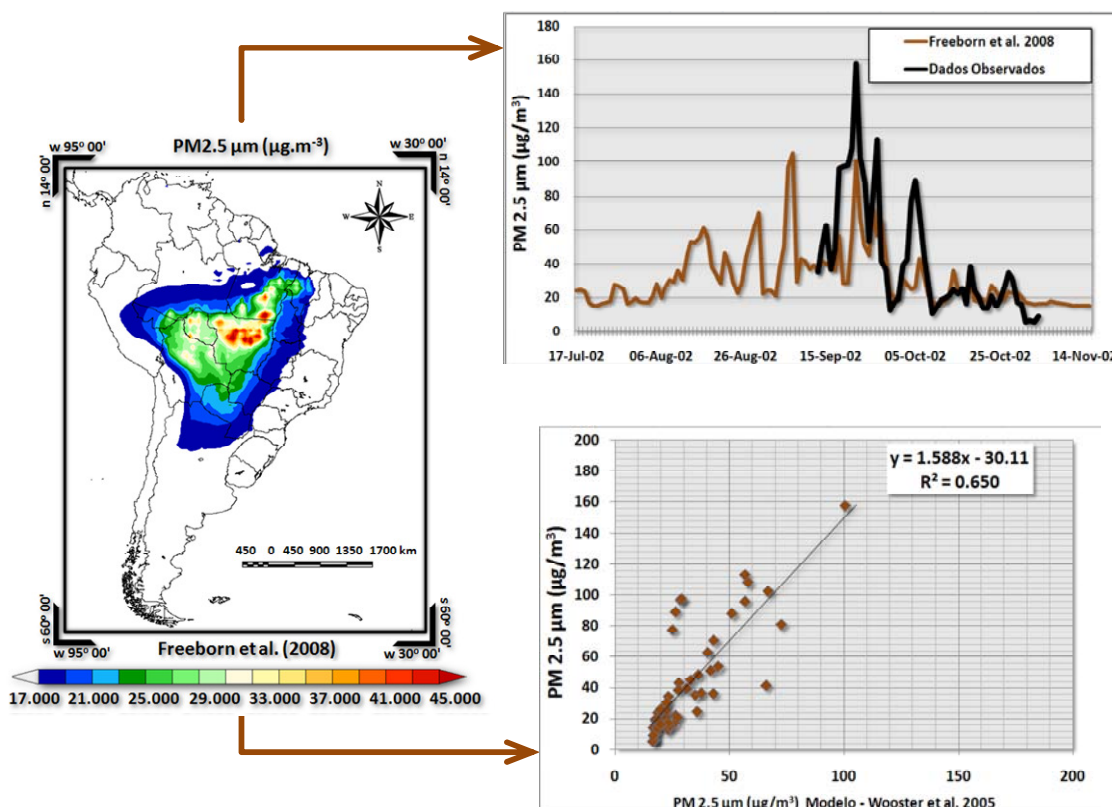 PM2.5 µm (µg.m-³)
w 95º 00'
w 30º 00'
n 14º 00'
n 14º 00'
N
W
E
S
450 0 450 900 1350 1700 km
s 60º 00'
s 60º 00'
w 95º 00'
w 30º 00'
Freeborn et al. (2008)
17.000 21.000 25.000 29.000 33.000 37.000 41.000 45.000
PM 2.5 µm (µg/m³)
180
160
140
120
100
80
60
40
20
0
Freeborn et al. 2008
Dados Observados
17-Jul-02 06-Aug-02 26-Aug-02 15-Sep-02 05-Oct-02 25-Oct-02 14-Nov-02
PM 2.5 µm (µg/m³)
200
180
160
140
120
100
80
60
40
20
0
y = 1.588x - 30.11
R² = 0.650
0 50 100 150 200
PM 2.5 µm (µg/m³) Modelo - Wooster et al. 2005